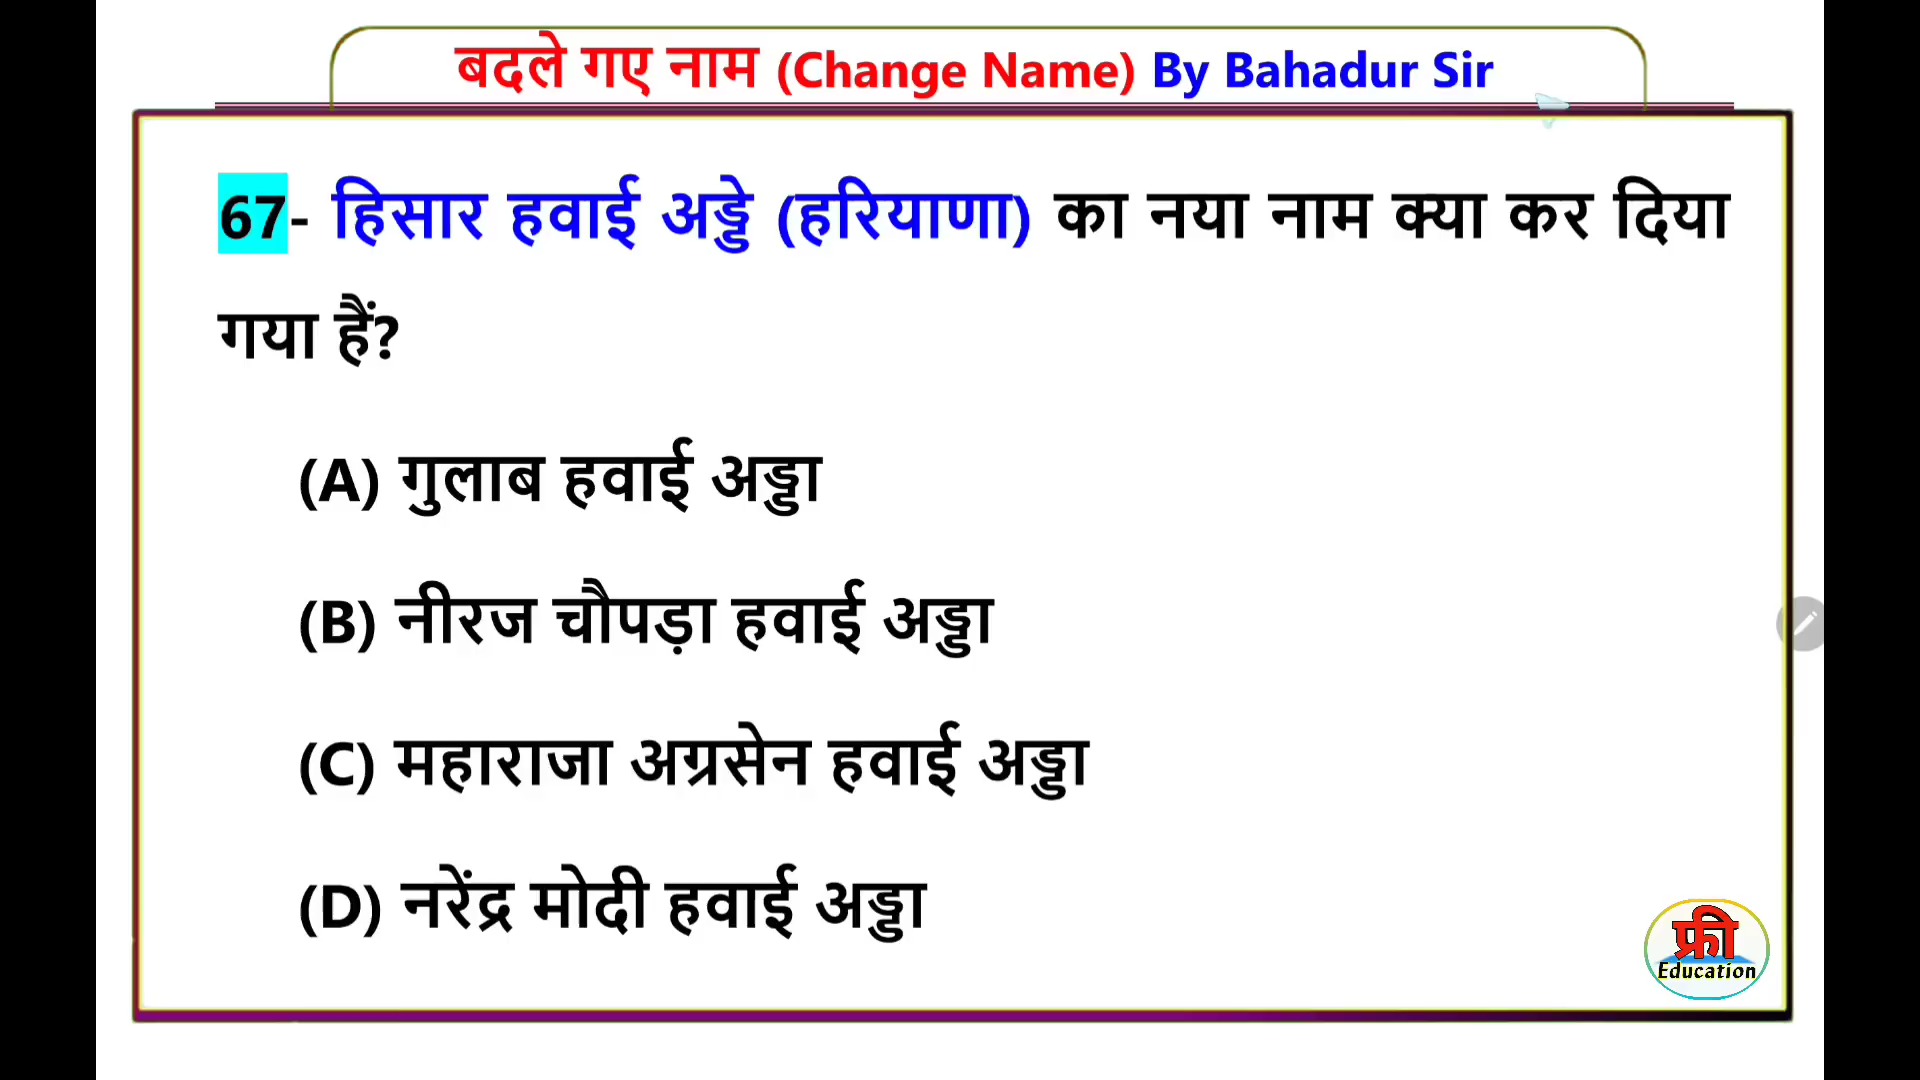 बदले गए नाम (Change Name) By Bahadur Sir
67- हिसार हवाई अड्डे (हरियाणा) का नया नाम क्या कर दिया
गया हैं?
(A) गुलाब हवाई अड्डा
(B) नीरज चौपड़ा हवाई अड्डा
(C) महाराजा अग्रसेन हवाई अड्डा
(D) नरेंद्र मोदी हवाई अड्डा
फ्री
Education